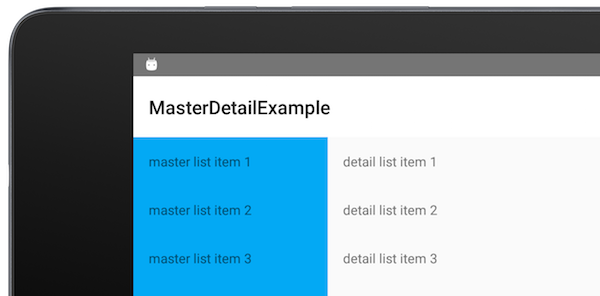 MasterDetailExample
master list item 1
detail list item 1
master list item 2
detail list item 2
master list item 3
detail list item 3